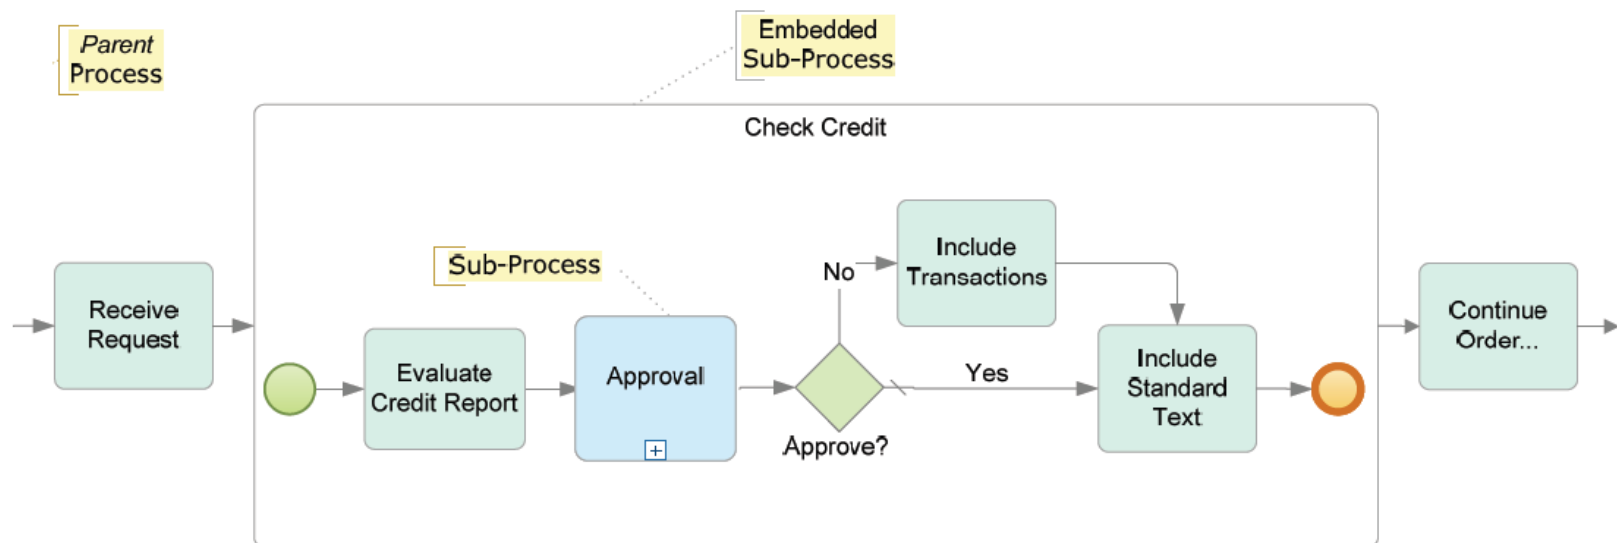 Parent
Process
Embedded
Sub-Process
Check Credit
Receive
Request
Sub-Process
Evaluate
Credit Report
Approval
Approve?
No
Include
Transactions
Yes
Include
Standard
Text
Continue
Order...